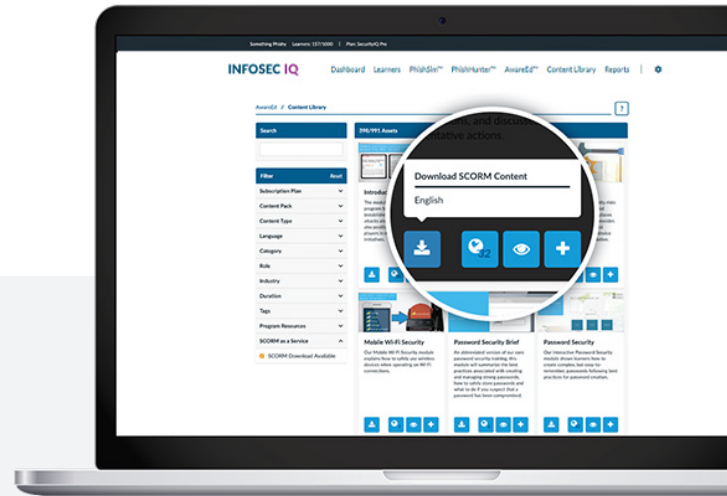 Something Phishy Learners: 157/1000 | Plan: SecurityIQ Pro
INFOSEC IQ
Dashboard Learners PhishSim™ PhishHunter™ AwareEd™ Content Library Reports |
AwareEd // Content Library
?
Search
398/991 Assets
Filter Reset
Subscription Plan
Content Pack
Content Type
Language
Category
Role
Industry
Duration
Tags
Program Resources
SCORM as a Service
SCORM Download Available
and discusse
entative actions.
Download SCORM Content
English
32
Mobile Wi-Fi Security
Our Mobile Wi-Fi Security module
explains how to safely use wireless
devices when operating on Wi-Fi
connections.
Password Security Brief
An abbreviated version of our core
password security training, this
module will summarize the best
practices associated with creating
and managing strong passwords,
how to safely store passwords and
what to do if you suspect that a
password has been compromised.
Password Security
Our interactive Password Security
module shows learners how to
create complex, but easy-to-
remember, passwords following best
practices for password creation.